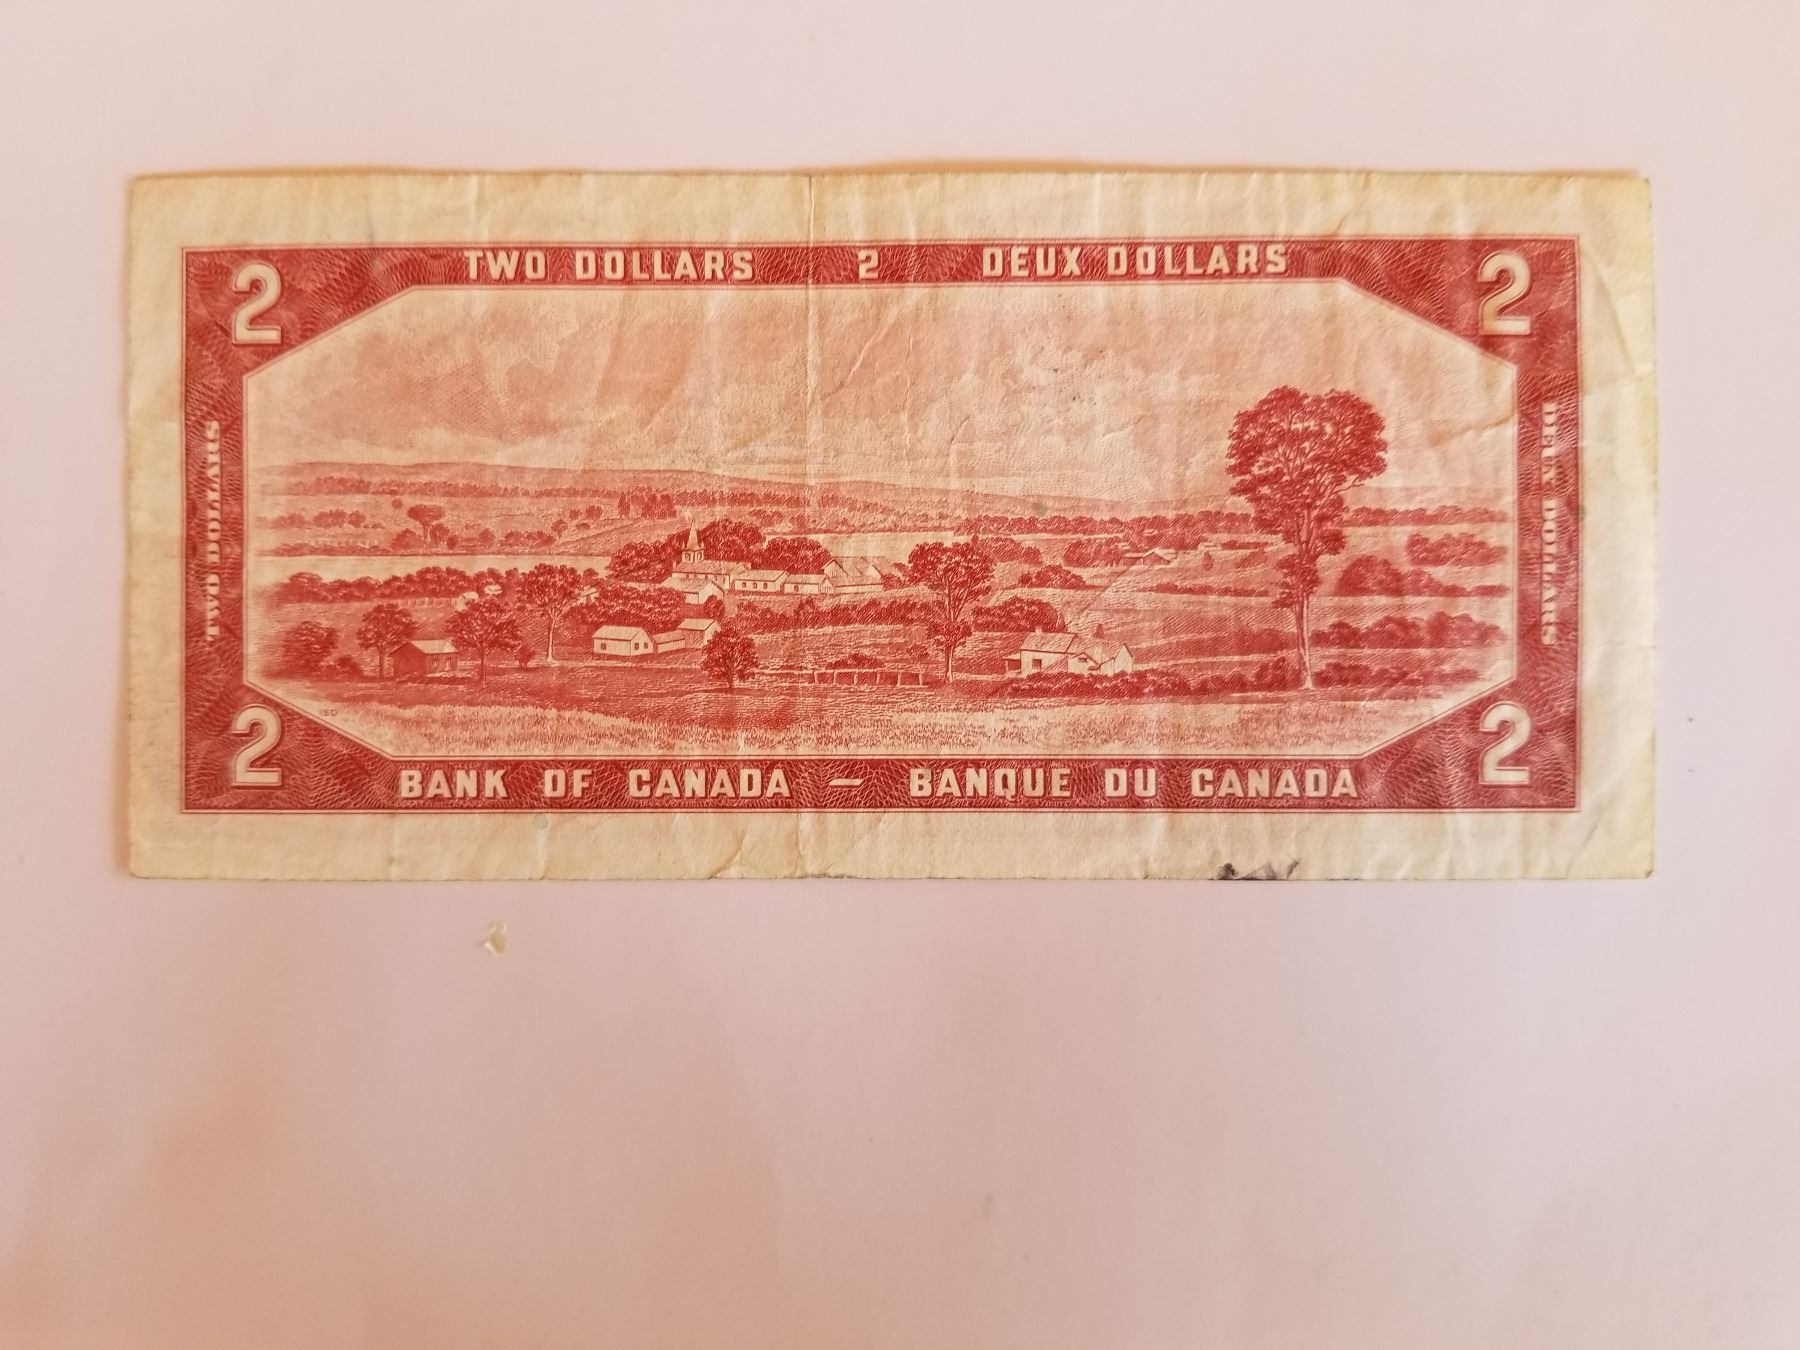 TWO DOLLARS 2 DEUX DOLLARS
2 2
TWO DOLLARS
DEUX DOLLARS
2 2
BANK OF CANADA — BANQUE DU CANADA